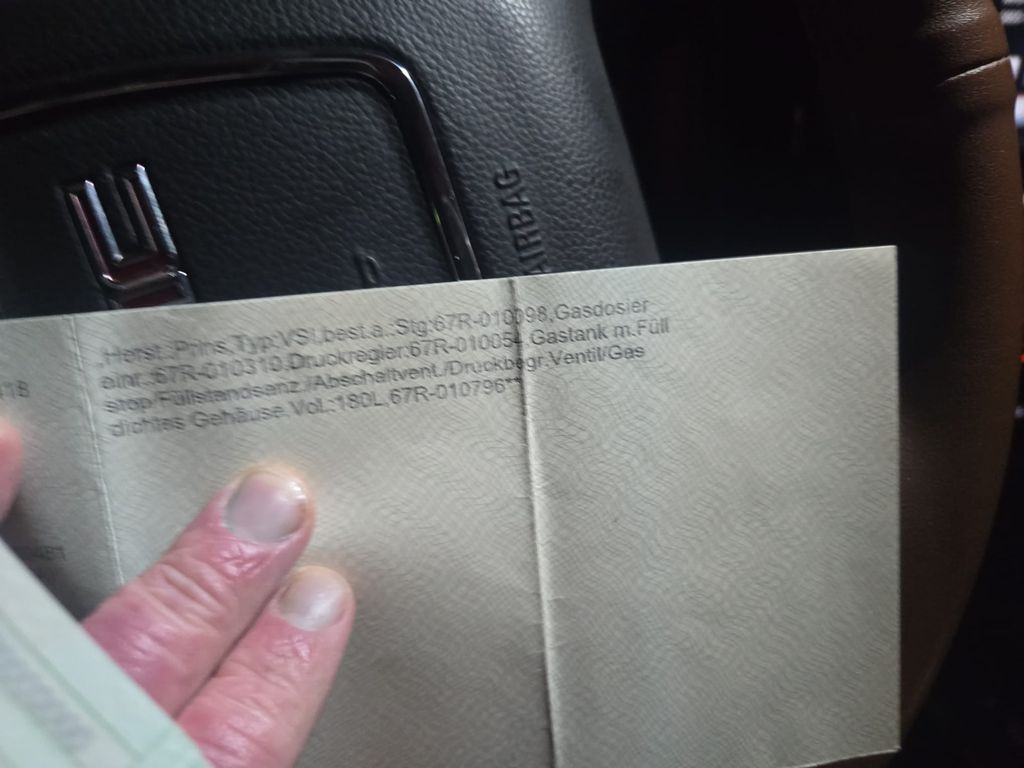 AIRBAG
,Herst.:Prins,Typ:VSI,best.a.:Stg:67R-010098,Gasdosier
einr.:67R-010310,Druckregler:67R-010054,Gastank m.Füll
stop/Füllstandsanz./Abschaltvent./Druckbegr.Ventil/Gas
dichtes Gehäuse Vol.:180L,67R-010796**